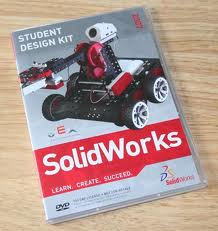 STUDENT
DESIGN KIT
VEX
SolidWorks
LEARN. CREATE. SUCCEED.
DVD
SolidWorks